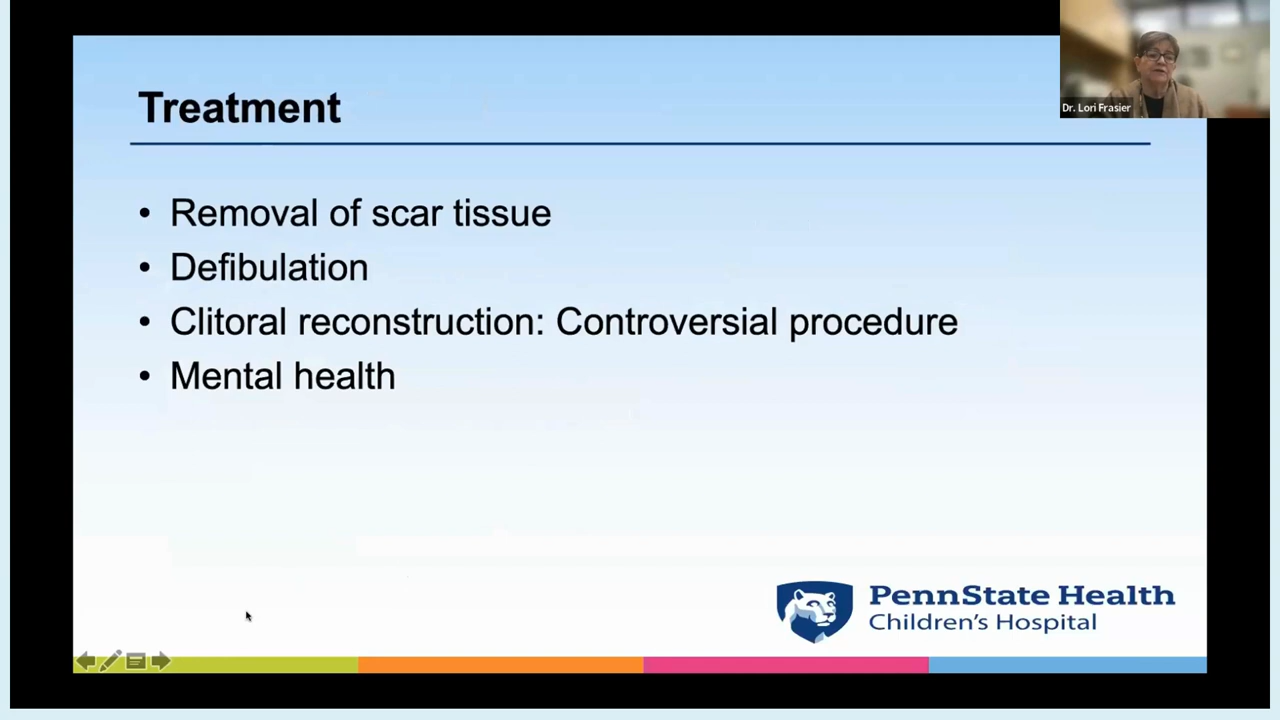 Dr. Lori Frasier
Treatment
• Removal of scar tissue
• Defibulation
• Clitoral reconstruction: Controversial procedure
• Mental health
PennState Health
Children's Hospital